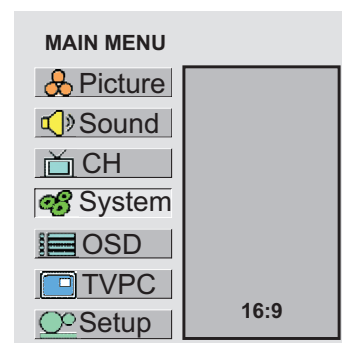 MAIN MENU
Picture
Sound
CH
System
OSD
TVPC
Setup
16:9